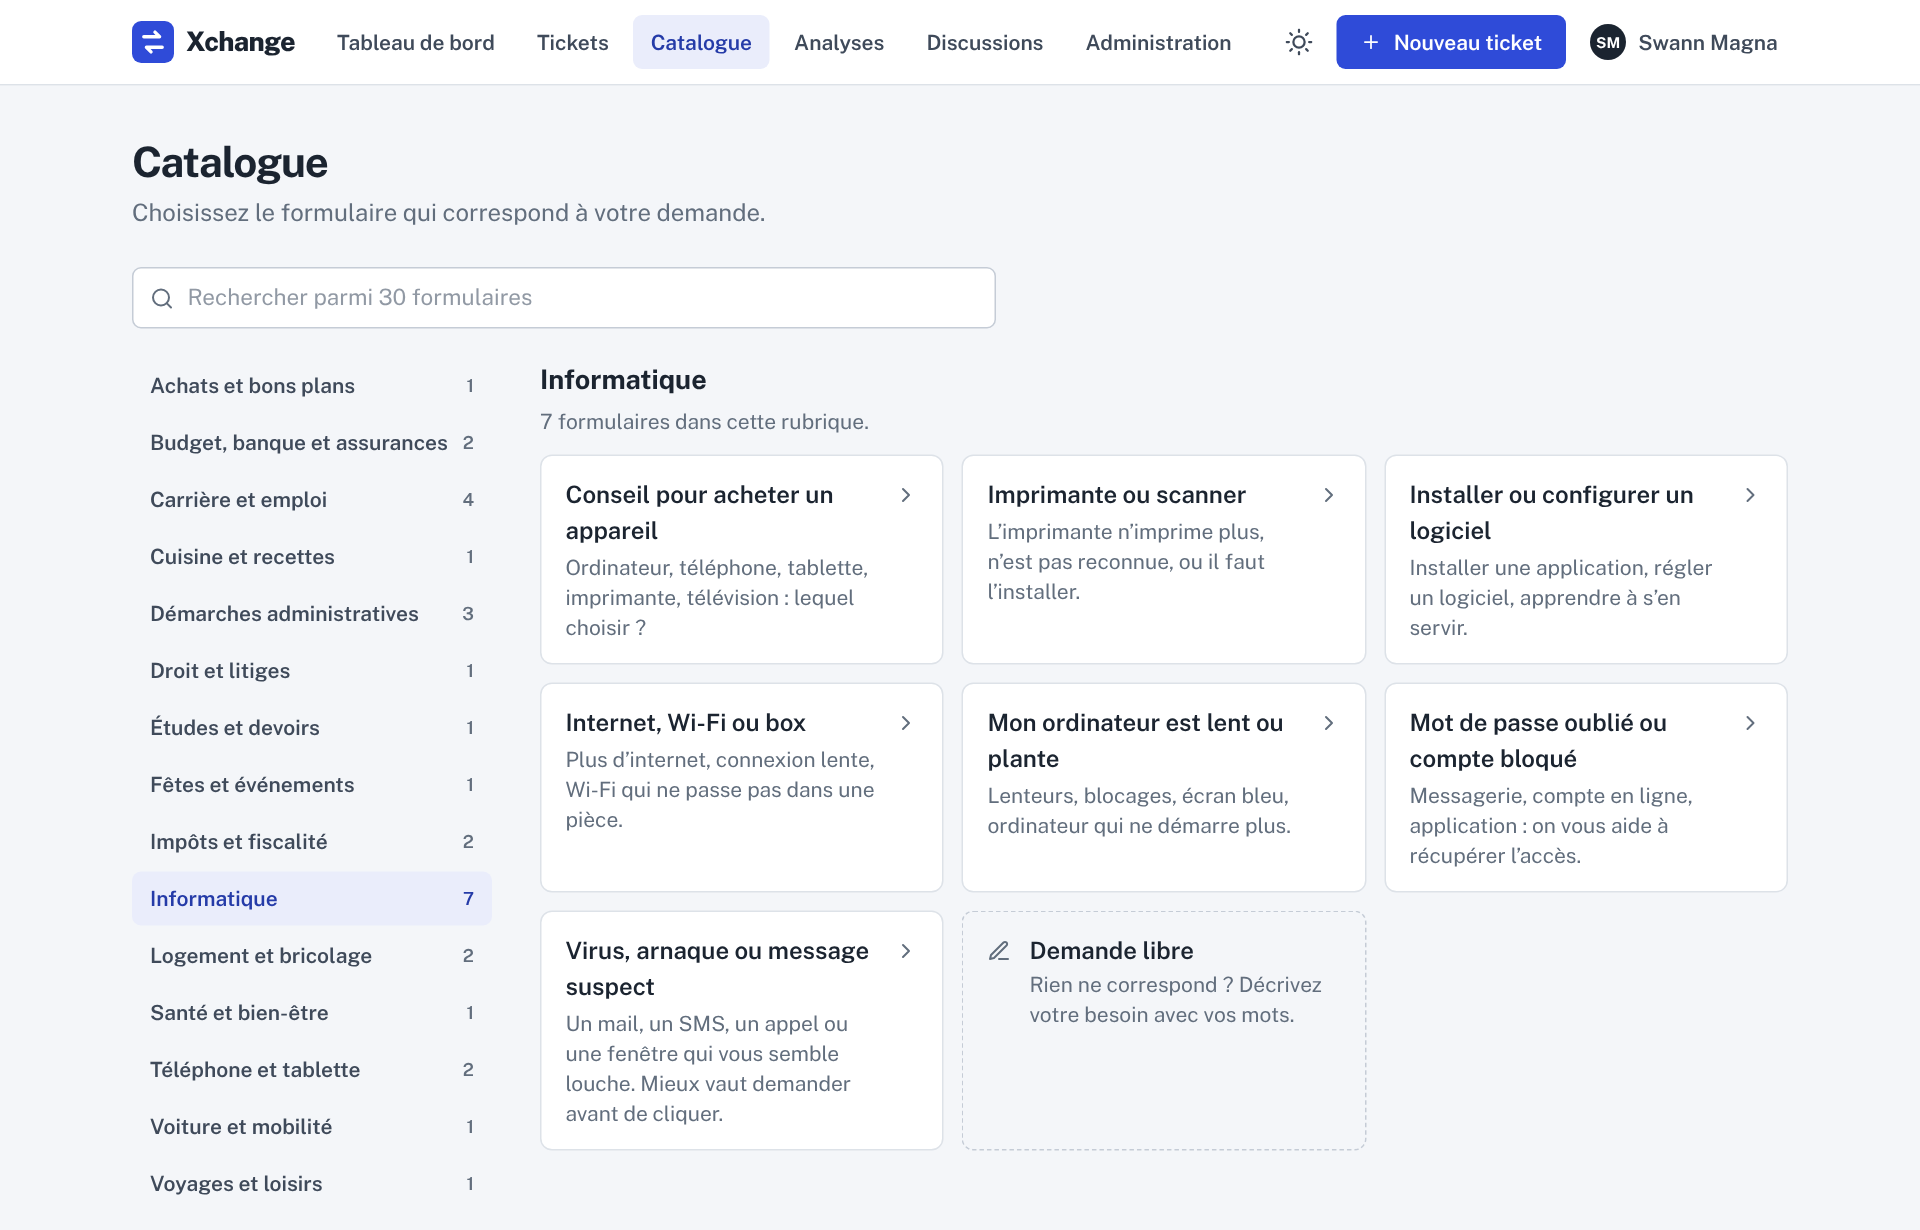 Xchange
Tableau de bord
Tickets
Catalogue
Analyses
Discussions
Administration
Nouveau ticket
SM
Swann Magna
Catalogue
Choisissez le formulaire qui correspond à votre demande.
Rechercher parmi 30 formulaires
Achats et bons plans 1
Budget, banque et assurances 2
Carrière et emploi 4
Cuisine et recettes 1
Démarches administratives 3
Droit et litiges 1
Études et devoirs 1
Fêtes et événements 1
Impôts et fiscalité 2
Informatique 7
Logement et bricolage 2
Santé et bien-être 1
Téléphone et tablette 2
Voiture et mobilité 1
Voyages et loisirs 1
Informatique
7 formulaires dans cette rubrique.
Conseil pour acheter un
appareil
Ordinateur, téléphone, tablette,
imprimante, télévision : lequel
choisir ?
Imprimante ou scanner
L’imprimante n’imprime plus,
n’est pas reconnue, ou il faut
l’installer.
Installer ou configurer un
logiciel
Installer une application, régler
un logiciel, apprendre à s’en
servir.
Internet, Wi-Fi ou box
Plus d’internet, connexion lente,
Wi-Fi qui ne passe pas dans une
pièce.
Mon ordinateur est lent ou
plante
Lenteurs, blocages, écran bleu,
ordinateur qui ne démarre plus.
Mot de passe oublié ou
compte bloqué
Messagerie, compte en ligne,
application : on vous aide à
récupérer l’accès.
Virus, arnaque ou message
suspect
Un mail, un SMS, un appel ou
une fenêtre qui vous semble
louche. Mieux vaut demander
avant de cliquer.
Demande libre
Rien ne correspond ? Décrivez
votre besoin avec vos mots.